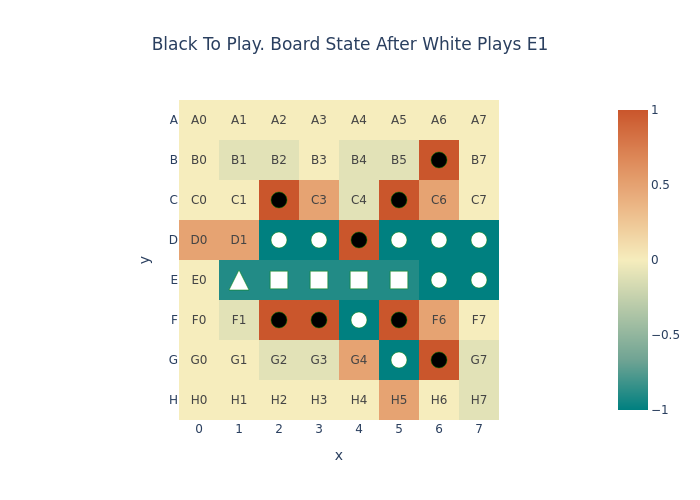 Black To Play. Board State After White Plays E1
A A0 A1 A2 A3 A4 A5 A6 A7
B B0 B1 B2 B3 B4 B5 B7
C C0 C1 C3 C4 C6 C7
D D0 D1
E E0
F F0 F1 F6 F7
G G0 G1 G2 G3 G4 G7
H H0 H1 H2 H3 H4 H5 H6 H7
0 1 2 3 4 5 6 7
x
y
1
0.5
0
−0.5
−1